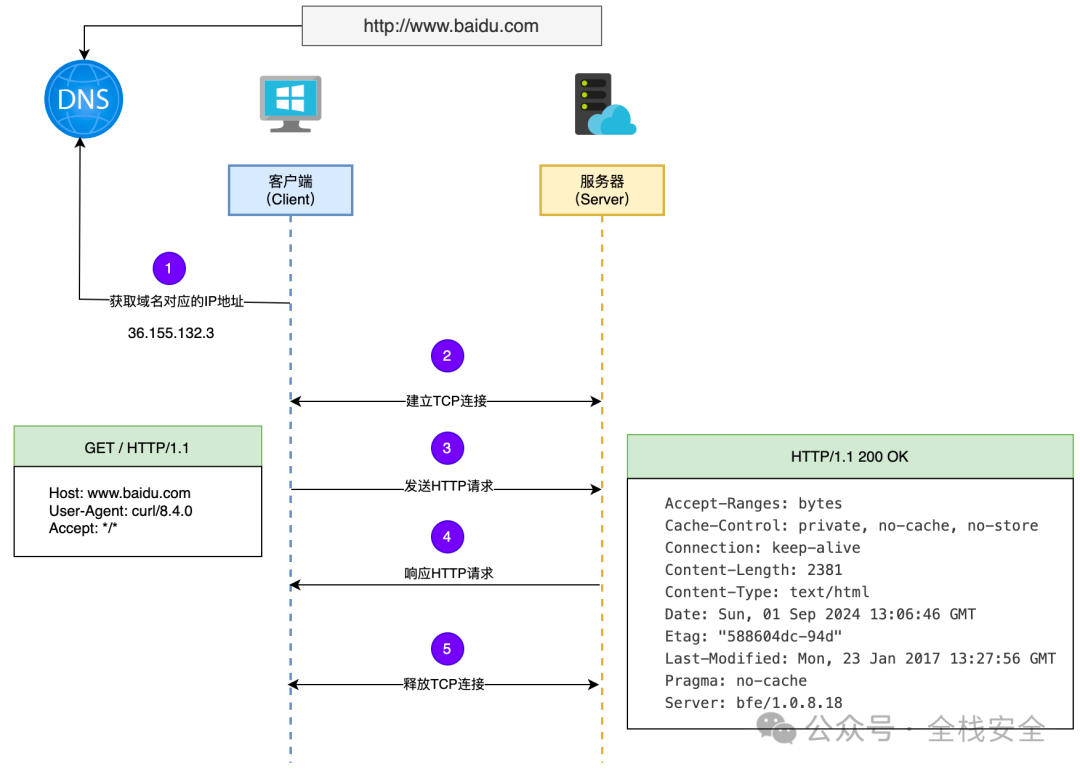 http://www.baidu.com
DNS
客户端
(Client)
服务器
(Server)
1
获取域名对应的IP地址
36.155.132.3
2
建立TCP连接
3
发送HTTP请求
GET / HTTP/1.1
Host: www.baidu.com
User-Agent: curl/8.4.0
Accept: */*
4
响应HTTP请求
5
释放TCP连接
HTTP/1.1 200 OK
Accept-Ranges: bytes
Cache-Control: private, no-cache, no-store
Connection: keep-alive
Content-Length: 2381
Content-Type: text/html
Date: Sun, 01 Sep 2024 13:06:46 GMT
Etag: "588604dc-94d"
Last-Modified: Mon, 23 Jan 2017 13:27:56 GMT
Pragma: no-cache
Server: bfe/1.0.8.18
公众号 · 全栈安全